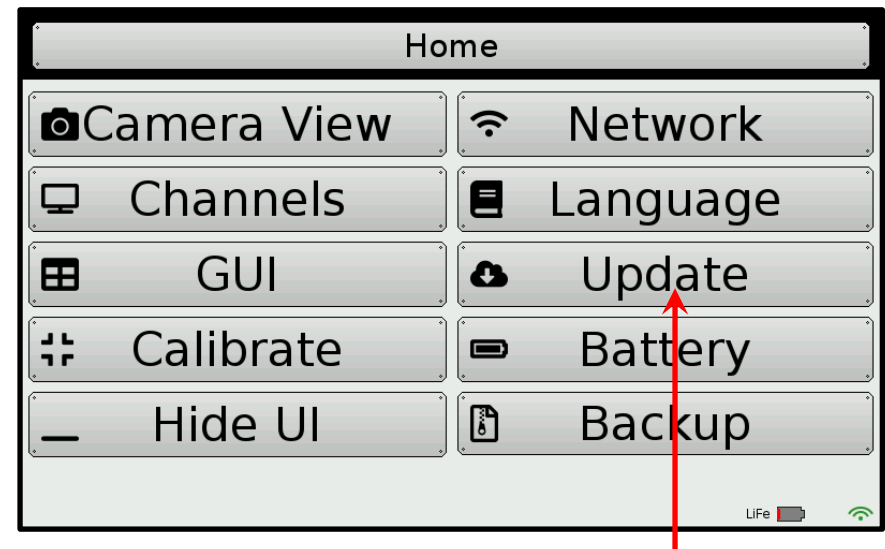 Home
Camera View
Network
Channels
Language
GUI
Update
Calibrate
Battery
Hide UI
Backup
LiFe